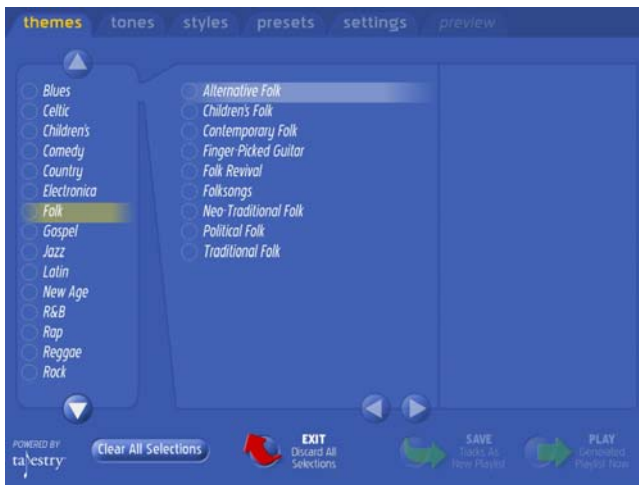 themes tones styles presets settings preview
Blues
Celtic
Children's
Comedy
Country
Electronica
Folk
Gospel
Jazz
Latin
New Age
R&B
Rap
Reggae
Rock
Alternative Folk
Children's Folk
Contemporary Folk
Finger-Picked Guitar
Folk Revival
Folksongs
Neo-Traditional Folk
Political Folk
Traditional Folk
POWERED BY
tapestry
Clear All Selections
EXIT
Discard All
Selections
SAVE
Tracks As
New Playlist
PLAY
Generated
Playlist Now